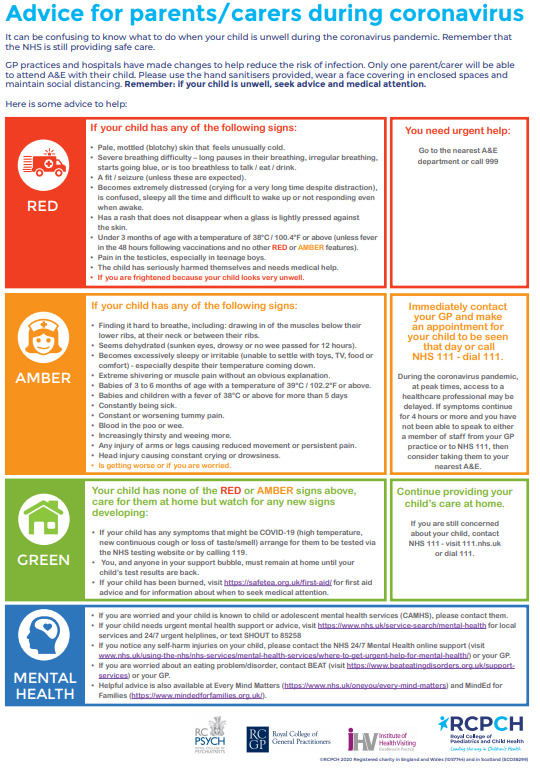 Advice for parents/carers during coronavirus
It can be confusing to know what to do when your child is unwell during the coronavirus pandemic. Remember that
the NHS is still providing safe care.
GP practices and hospitals have made changes to help reduce the risk of infection. Only one parent/carer will be able
to attend A&E with their child. Please use the hand sanitisers provided, wear a face covering in enclosed spaces and
maintain social distancing. Remember: if your child is unwell, seek advice and medical attention.
Here is some advice to help:
RED
If your child has any of the following signs:
• Pale, mottled (blotchy) skin that feels unusually cold.
• Severe breathing difficulty – long pauses in their breathing, irregular breathing,
starts going blue, or is too breathless to talk / eat / drink.
• A fit / seizure (unless these are expected).
• Becomes extremely distressed (crying for a very long time despite distraction),
is confused, sleepy all the time and difficult to wake up or not responding even
when awake.
• Has a rash that does not disappear when a glass is lightly pressed against
the skin.
• Under 3 months of age with a temperature of 38°C / 100.4°F or above (unless fever
in the 48 hours following vaccinations and no other RED or AMBER features).
• Pain in the testicles, especially in teenage boys.
• The child has seriously harmed themselves and needs medical help.
• If you are frightened because your child looks very unwell.
You need urgent help:
Go to the nearest A&E
department or call 999
AMBER
If your child has any of the following signs:
• Finding it hard to breathe, including: drawing in of the muscles below their
lower ribs, at their neck or between their ribs.
• Seems dehydrated (sunken eyes, drowsy or no wee passed for 12 hours).
• Becomes excessively sleepy or irritable (unable to settle with toys, TV, food or
comfort) - especially despite their temperature coming down.
• Extreme shivering or muscle pain without an obvious explanation.
• Babies of 3 to 6 months of age with a temperature of 39°C / 102.2°F or above.
• Babies and children with a fever of 38°C or above for more than 5 days
• Constantly being sick.
• Constant or worsening tummy pain.
• Blood in the poo or wee.
• Increasingly thirsty and weeing more.
• Any injury of arms or legs causing reduced movement or persistent pain.
• Head injury causing constant crying or drowsiness.
• Is getting worse or if you are worried.
Immediately contact
your GP and make
an appointment for
your child to be seen
that day or call
NHS 111 - dial 111.
During the coronavirus pandemic,
at peak times, access to a
healthcare professional may be
delayed. If symptoms continue
for 4 hours or more and you have
not been able to speak to either
a member of staff from your GP
practice or to NHS 111, then
consider taking them to your
nearest A&E.
GREEN
Your child has none of the RED or AMBER signs above,
care for them at home but watch for any new signs
developing:
• If your child has any symptoms that might be COVID-19 (high temperature,
new continuous cough or loss of taste/smell) arrange for them to be tested via
the NHS testing website or by calling 119.
• You, and anyone in your support bubble, must remain at home until your
child's test results are back.
• If your child has been burned, visit https://safetea.org.uk/first-aid/ for first aid
advice and for information about when to seek medical attention.
Continue providing your
child's care at home.
If you are still concerned
about your child, contact
NHS 111 - visit 111.nhs.uk
or dial 111.
MENTAL
HEALTH
• If you are worried and your child is known to child or adolescent mental health services (CAMHS), please contact them.
• If your child needs urgent mental health support or advice, visit https://www.nhs.uk/service-search/mental-health for local
services and 24/7 urgent helplines, or text SHOUT to 85258
• If you notice any self-harm injuries on your child, please contact the NHS 24/7 Mental Health online support (visit
www.nhs.uk/using-the-nhs/nhs-services/mental-health-services/where-to-get-urgent-help-for-mental-health/) or your GP.
• If you are worried about an eating problem/disorder, contact BEAT (visit https://www.beateatingdisorders.org.uk/support-
services) or your GP.
• Helpful advice is also available at Every Mind Matters (https://www.nhs.uk/oneyou/every-mind-matters) and MindEd for
Families (https://www.mindedforfamilies.org.uk/).
RC
PSYCH
ROYAL COLLEGE OF
PSYCHIATRISTS
RC
GP
Royal College of
General Practitioners
iHV
Institute of
Health Visiting
Excellence in Practice
RCPCH
Royal College of
Paediatrics and Child Health
Leading the way in Children's Health
©RCPCH 2020 Registered charity in England and Wales (1057744) and in Scotland (SC038299)